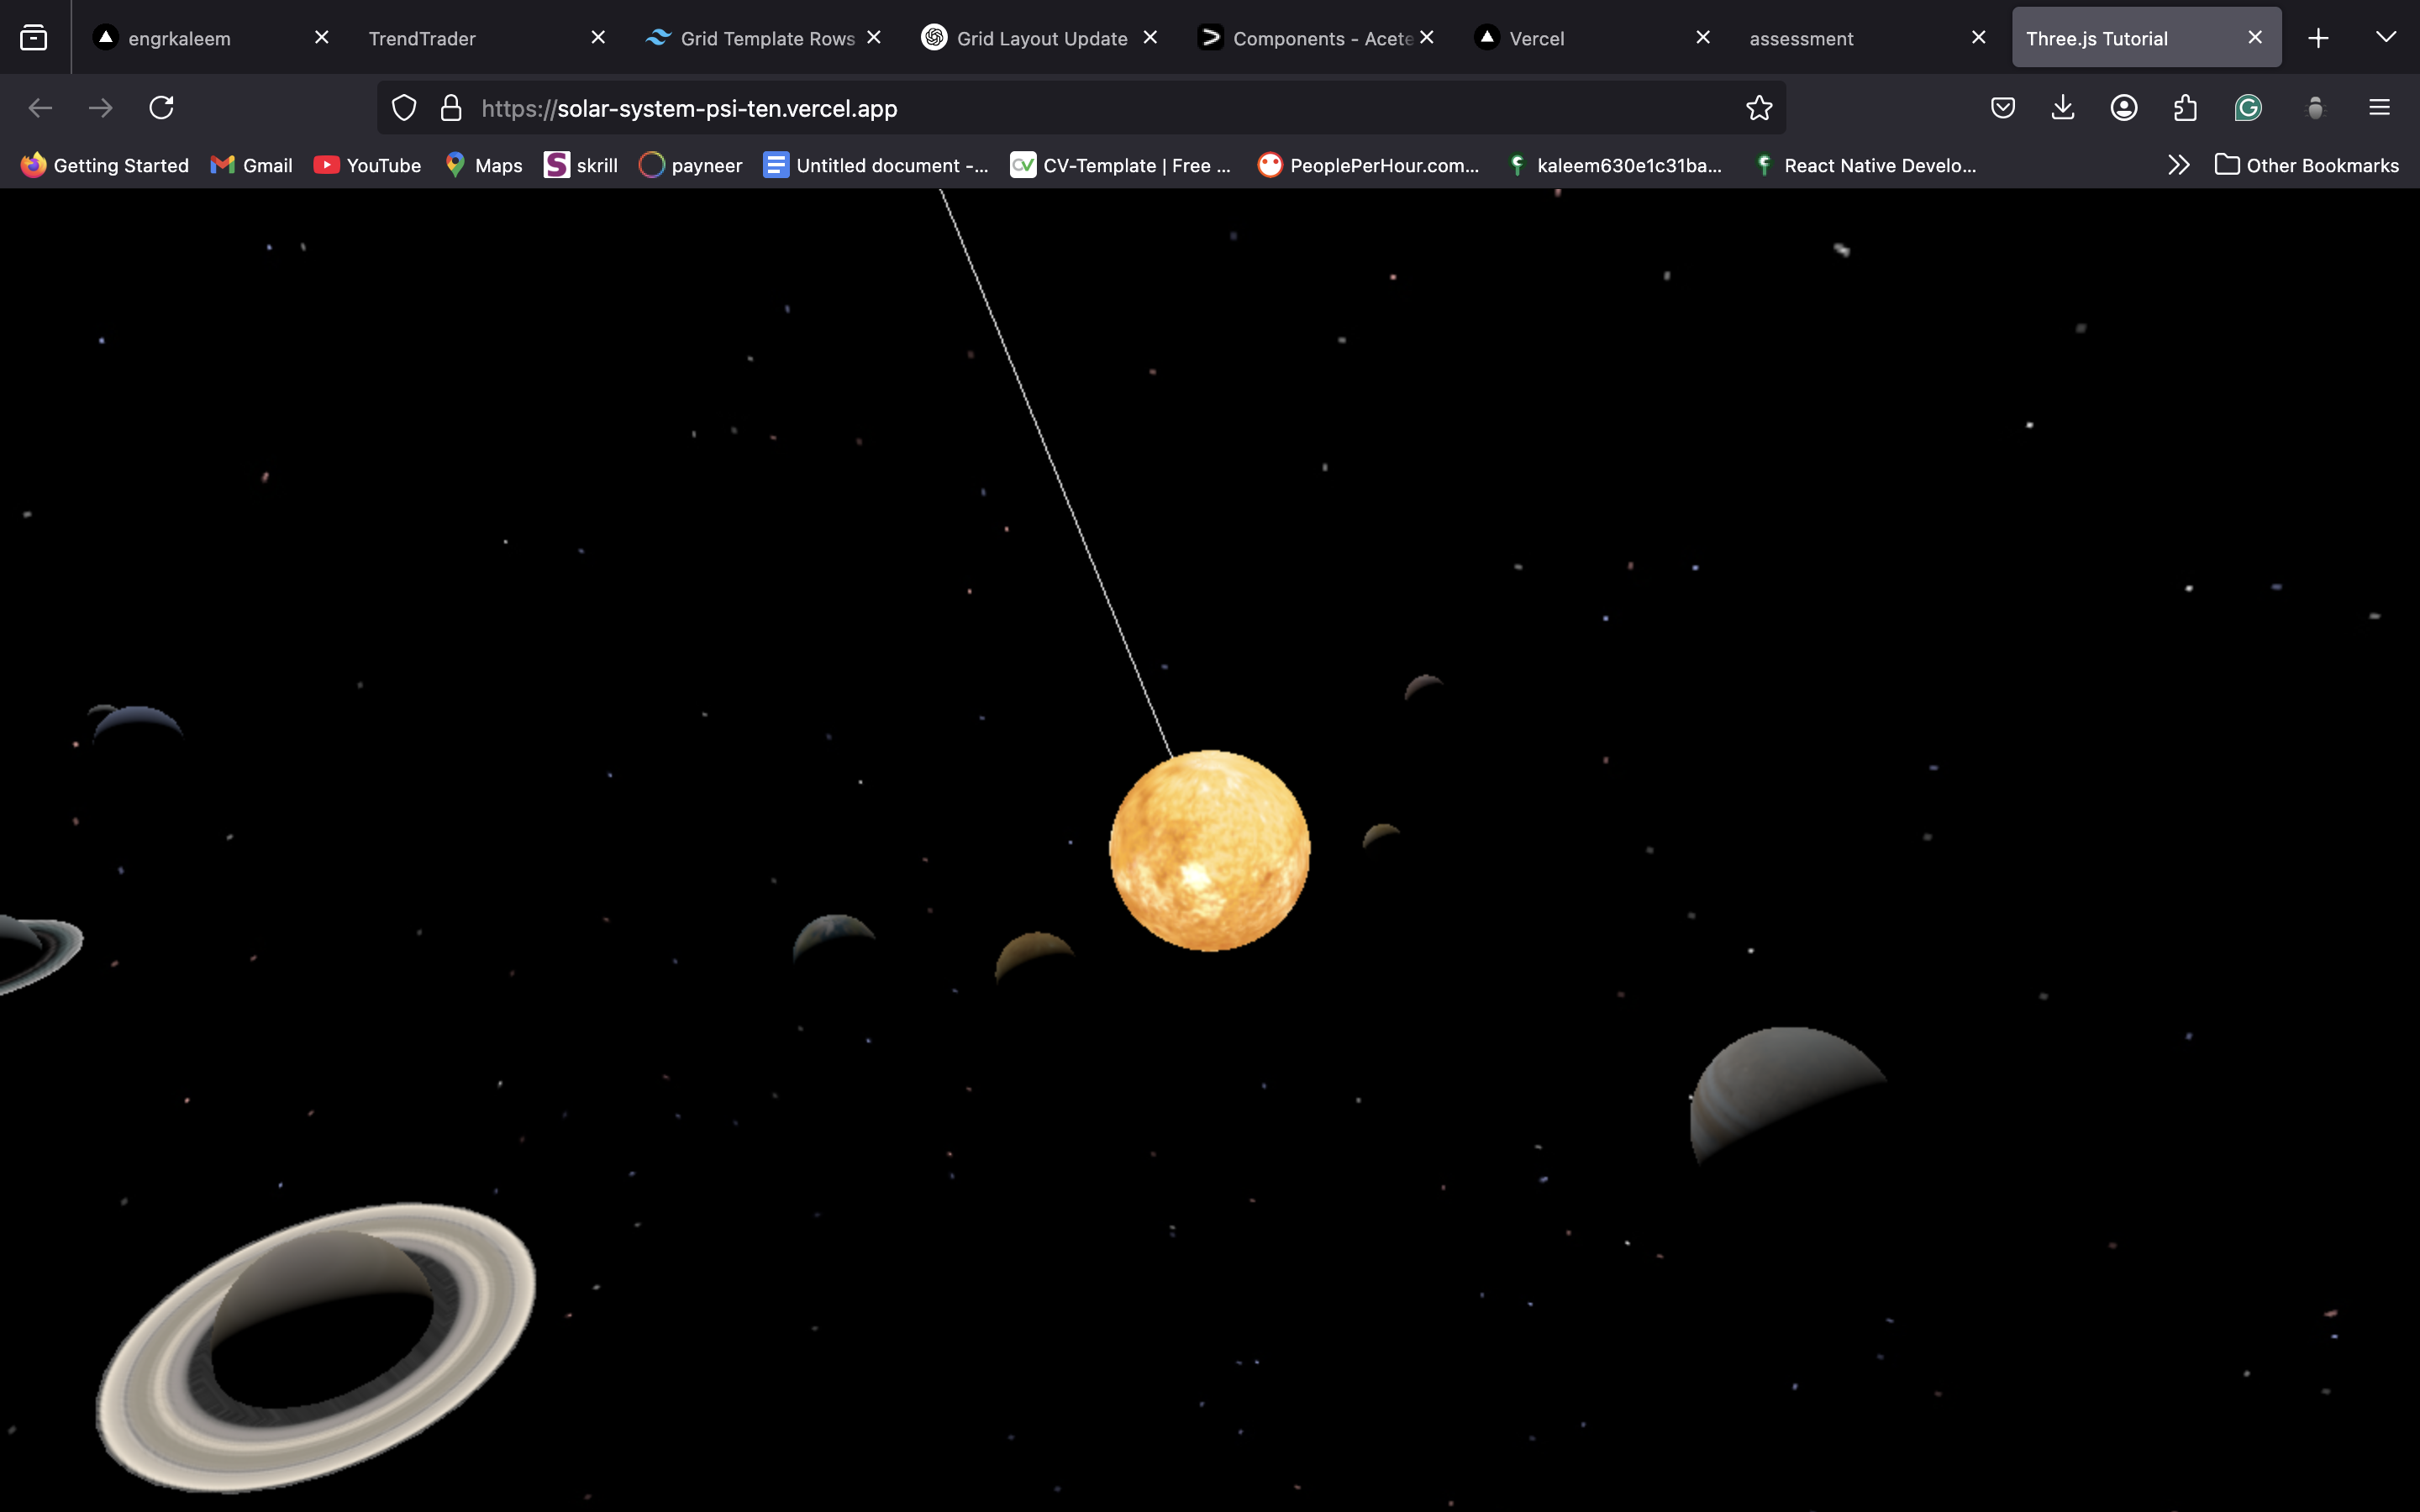 engrkaleem TrendTrader Grid Template Rows Grid Layout Update Components - Acete Vercel assessment Three.js Tutorial
https://solar-system-psi-ten.vercel.app
Getting Started Gmail YouTube Maps skrill payneer Untitled document -... CV-Template | Free ... PeoplePerHour.com... kaleem630e1c31ba... React Native Develo... Other Bookmarks